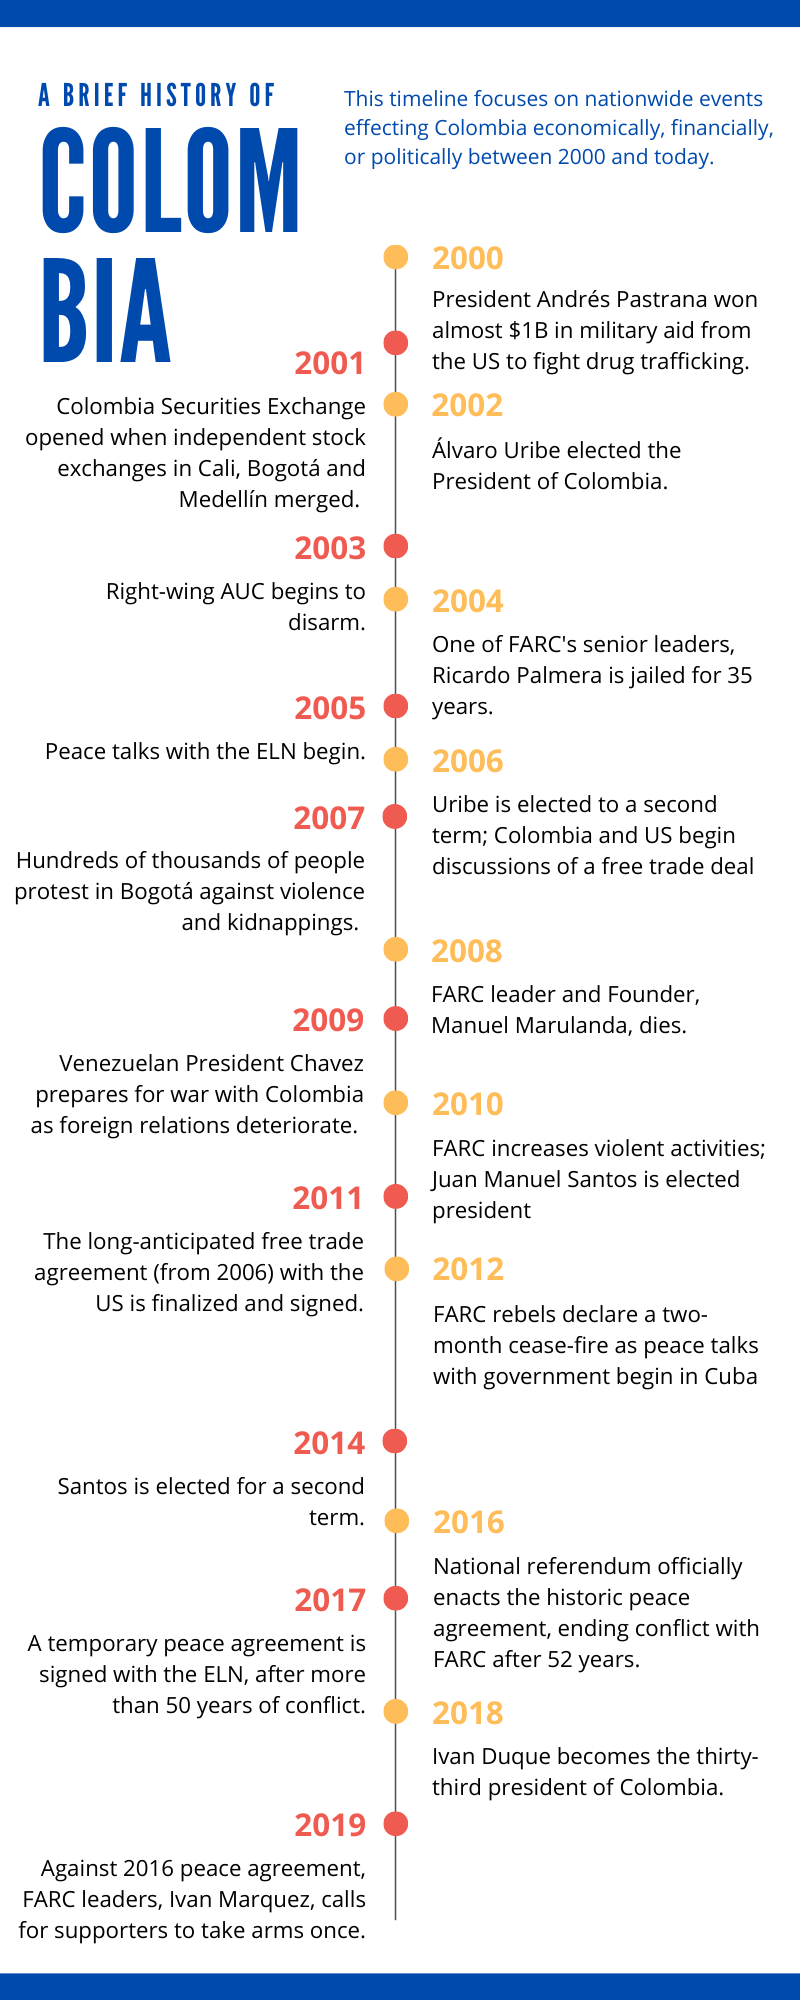 A BRIEF HISTORY OF
COLOM
BIA
This timeline focuses on nationwide events
effecting Colombia economically, financially,
or politically between 2000 and today.
2000
President Andrés Pastrana won
almost $1B in military aid from
the US to fight drug trafficking.
2001
Colombia Securities Exchange
opened when independent stock
exchanges in Cali, Bogotá and
Medellín merged.
2002
Álvaro Uribe elected the
President of Colombia.
2003
Right-wing AUC begins to
disarm.
2004
One of FARC's senior leaders,
Ricardo Palmera is jailed for 35
years.
2005
Peace talks with the ELN begin.
2006
Uribe is elected to a second
term; Colombia and US begin
discussions of a free trade deal
2007
Hundreds of thousands of people
protest in Bogotá against violence
and kidnappings.
2008
FARC leader and Founder,
Manuel Marulanda, dies.
2009
Venezuelan President Chavez
prepares for war with Colombia
as foreign relations deteriorate.
2010
FARC increases violent activities;
Juan Manuel Santos is elected
president
2011
The long-anticipated free trade
agreement (from 2006) with the
US is finalized and signed.
2012
FARC rebels declare a two-
month cease-fire as peace talks
with government begin in Cuba
2014
Santos is elected for a second
term.
2016
National referendum officially
enacts the historic peace
agreement, ending conflict with
FARC after 52 years.
2017
A temporary peace agreement is
signed with the ELN, after more
than 50 years of conflict.
2018
Ivan Duque becomes the thirty-
third president of Colombia.
2019
Against 2016 peace agreement,
FARC leaders, Ivan Marquez, calls
for supporters to take arms once.